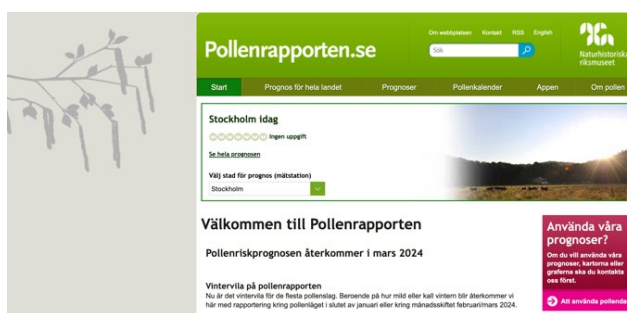 Om webbplatsen Kontakt RSS English
Pollenrapporten.se
Sök
Naturhistoriska
riksmuseet
Start Prognos för hela landet Prognoser Pollenkalender Appen Om pollen
Stockholm idag
Ingen uppgift
Se hela prognosen
Välj stad för prognos (mätstation)
Stockholm
Välkommen till Pollenrapporten
Pollenriskprognosen återkommer i mars 2024
Vintervila på pollenrapporten
Nu är det vintervila för de flesta pollenslag. Beroende på hur mild eller kall vintern blir återkommer vi
här med rapportering kring pollenläget i slutet av januari eller kring månadsskiftet februari/mars 2024.
Använda våra
prognoser?
Om du vill använda våra
prognoser, kartorna eller
graferna ska du kontakta
oss först.
Att använda pollenda